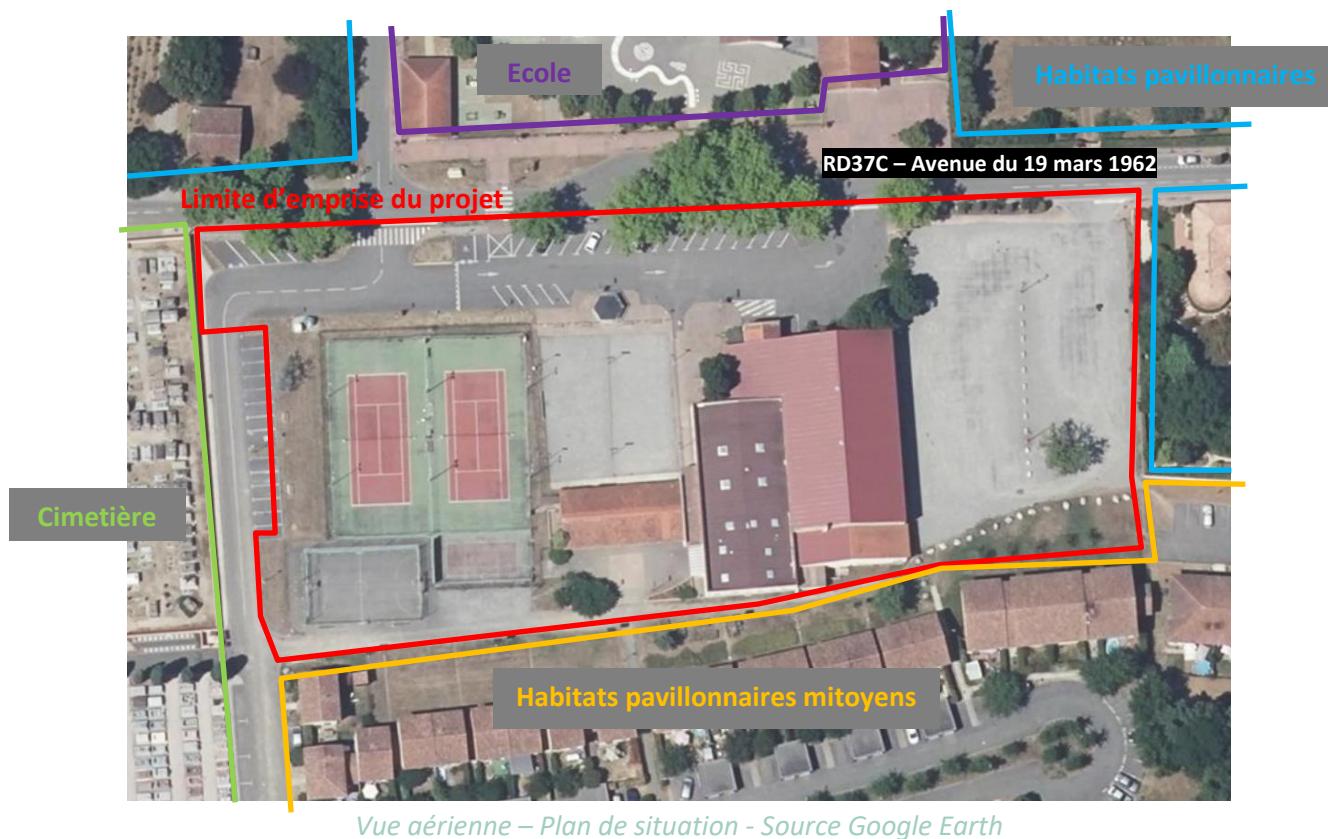 Ecole
Habitats pavillonnaires
RD37C – Avenue du 19 mars 1962
Limite d'emprise du projet
Cimetière
Habitats pavillonnaires mitoyens
Vue aérienne – Plan de situation - Source Google Earth